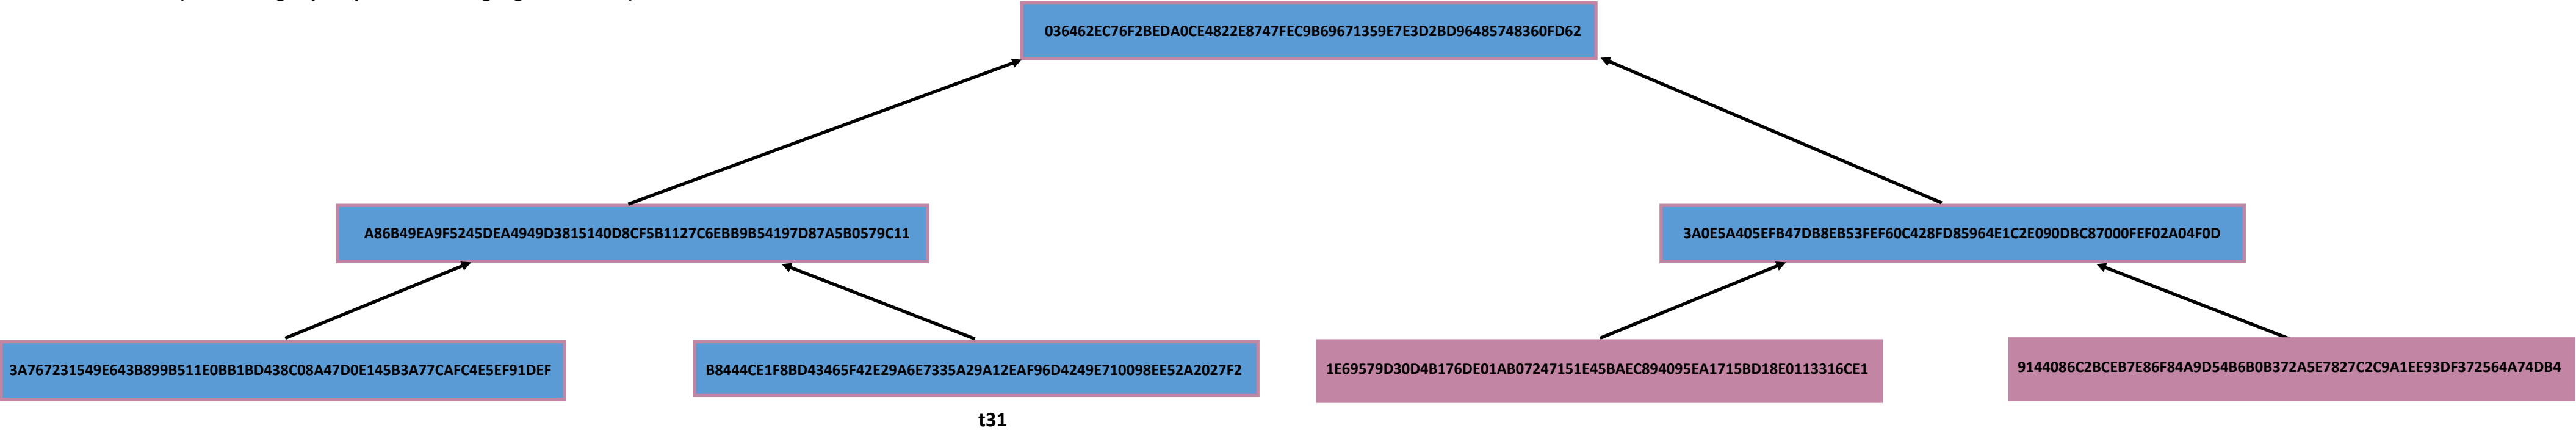 036462EC76F2BEDA0CE4822E8747FEC9B69671359E7E3D2BD96485748360FD62
A86B49EA9F5245DEA4949D3815140D8CF5B1127C6EBB9B54197D87A5B0579C11
3A0E5A405EFB47DB8EB53FEF60C428FD85964E1C2E090DBC87000FEF02A04F0D
3A767231549E643B899B511E0BB1BD438C08A47D0E145B3A77CAFC4E5EF91DEF
B8444CE1F8BD43465F42E29A6E7335A29A12EAF96D4249E710098EE52A2027F2
1E69579D30D4B176DE01AB07247151E45BAEC894095EA1715BD18E0113316CE1
9144086C2BCEB7E86F84A9D54B6B0B372A5E7827C2C9A1EE93DF372564A74DB4
t31